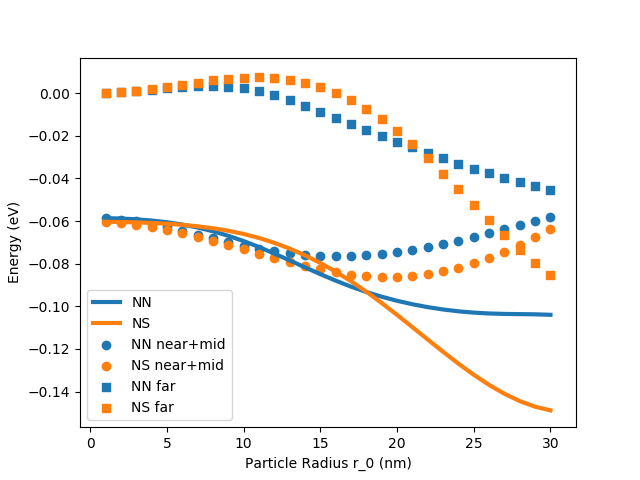 0.00
−0.02
−0.04
−0.06
−0.08
−0.10
−0.12
−0.14
Energy (eV)
NN
NS
NN near+mid
NS near+mid
NN far
NS far
0 5 10 15 20 25 30
Particle Radius r_0 (nm)